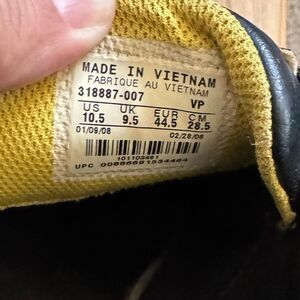 MADE IN VIETNAM
FABRIQUE AU VIETNAM
318887-007 VP
US UK EUR CM
10.5 9.5 44.5 28.5
01/09/08 02/28/08
UPC